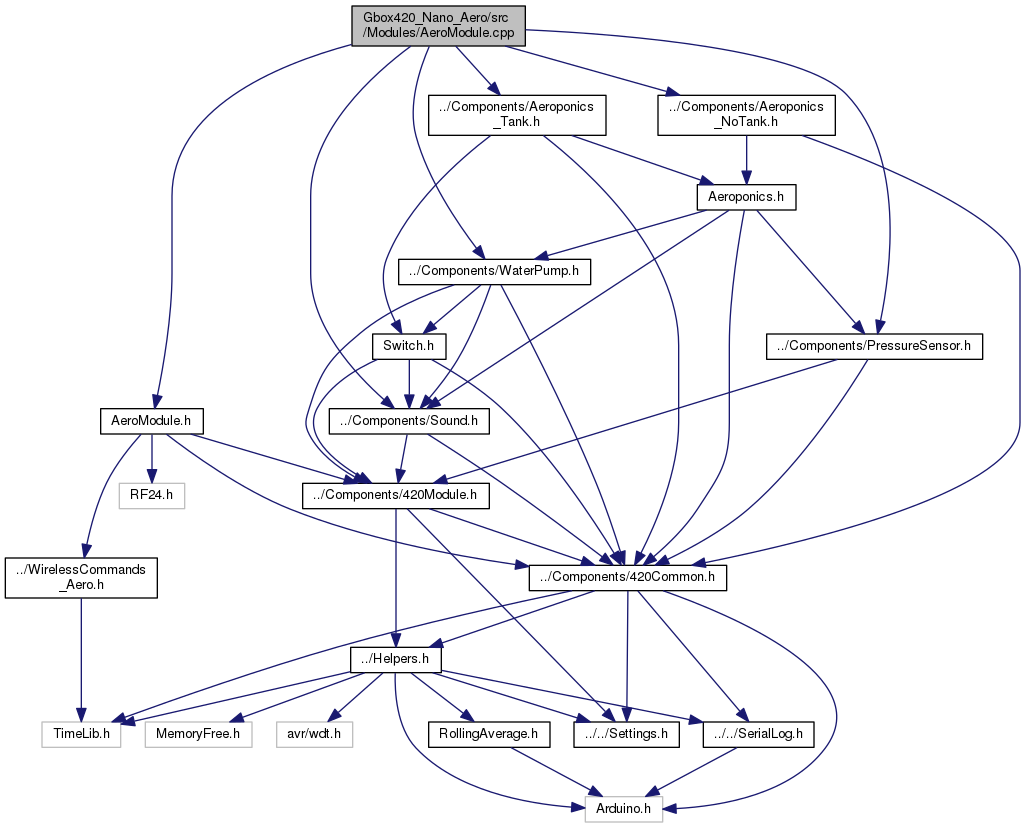 Gbox420_Nano_Aero/src
/Modules/AeroModule.cpp
../Components/Aeroponics
_Tank.h
../Components/Aeroponics
_NoTank.h
Aeroponics.h
../Components/WaterPump.h
Switch.h
../Components/PressureSensor.h
AeroModule.h
../Components/Sound.h
RF24.h
../Components/420Module.h
../WirelessCommands
_Aero.h
../Components/420Common.h
../Helpers.h
TimeLib.h
MemoryFree.h
avr/wdt.h
RollingAverage.h
../../Settings.h
../../SerialLog.h
Arduino.h